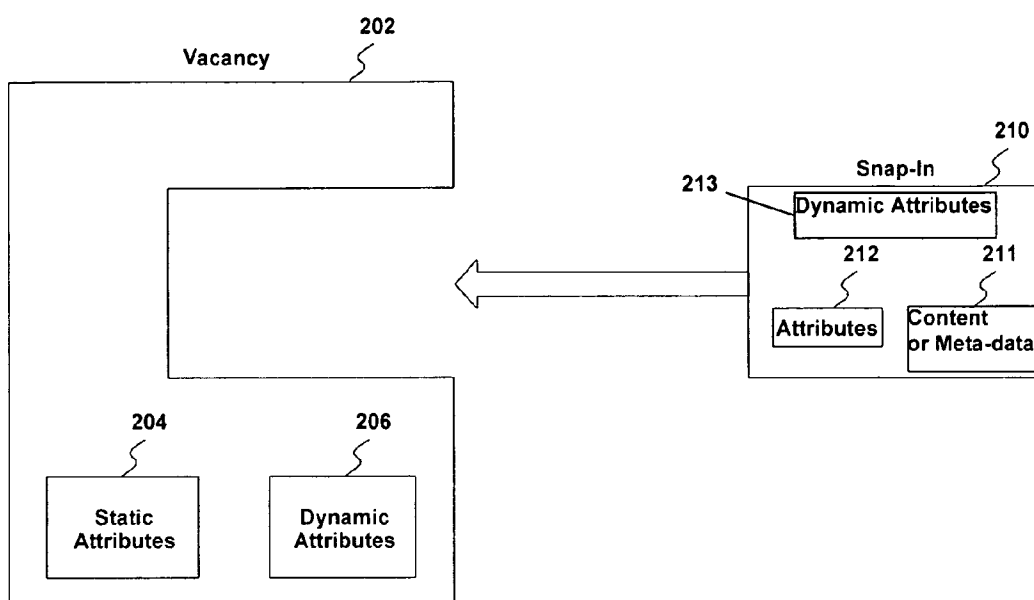 202
Vacancy
210
Snap-In
213
Dynamic Attributes
212
211
Attributes
Content
or Meta-data
204
206
Static
Attributes
Dynamic
Attributes